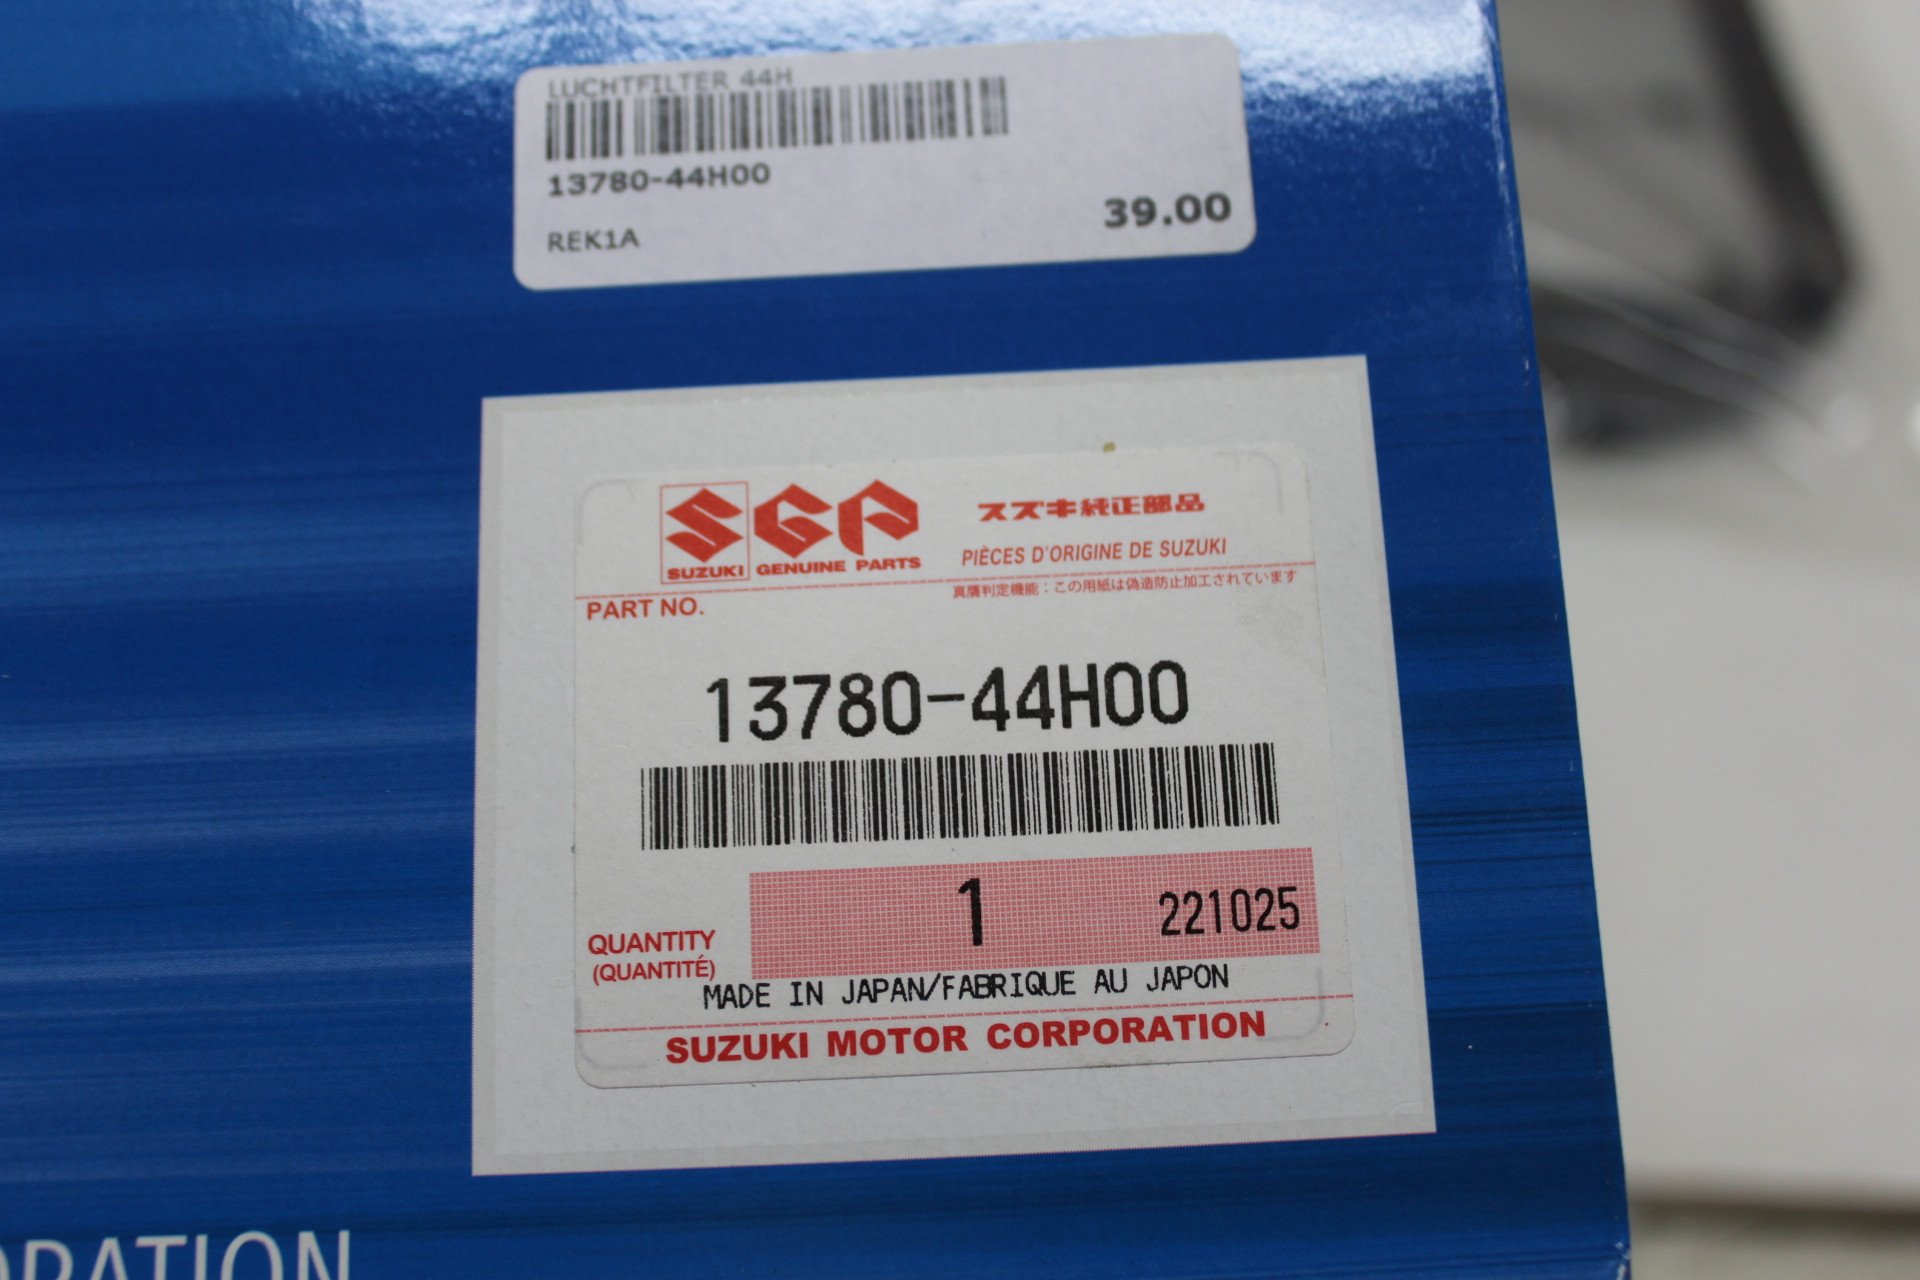 LUCHTFILTER 44H
13780-44H00
39.00
REK1A
SGP
SUZUKI GENUINE PARTS
スズキ純正部品
PIÈCES D'ORIGINE DE SUZUKI
真贋判定機能：この用紙は偽造防止加工されています
PART NO.
13780-44H00
1 221025
QUANTITY
(QUANTITÉ)
MADE IN JAPAN/FABRIQUE AU JAPON
SUZUKI MOTOR CORPORATION
ORATION